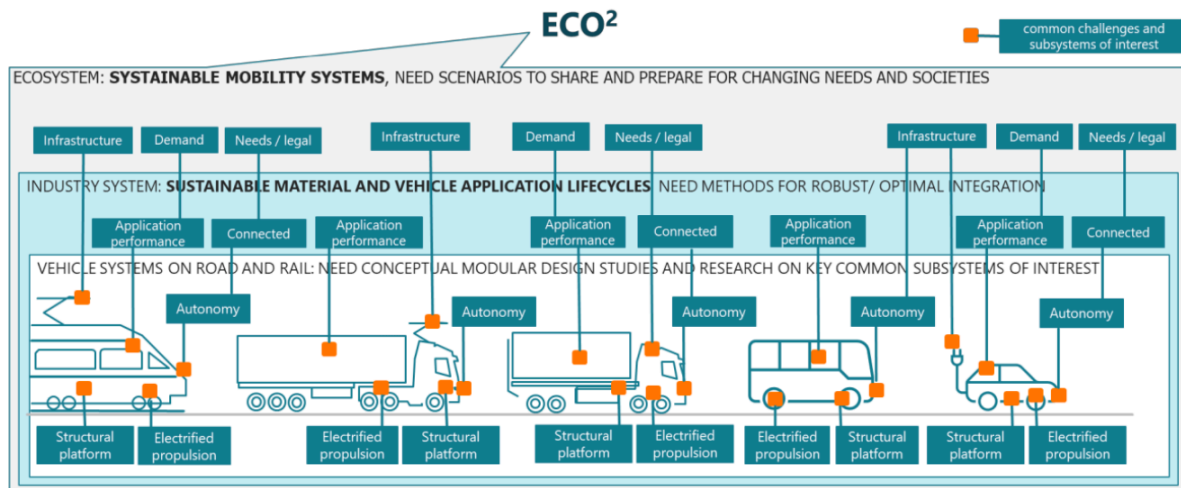 ECO²
common challenges and
subsystems of interest
ECOSYSTEM: SYSTAINABLE MOBILITY SYSTEMS, NEED SCENARIOS TO SHARE AND PREPARE FOR CHANGING NEEDS AND SOCIETIES
Infrastructure
Demand
Needs / legal
Infrastructure
Demand
Needs / legal
Infrastructure
Demand
Needs / legal
INDUSTRY SYSTEM: SUSTAINABLE MATERIAL AND VEHICLE APPLICATION LIFECYCLES NEED METHODS FOR ROBUST/ OPTIMAL INTEGRATION
Application
performance
Connected
Application
performance
Application
performance
Connected
Application
performance
Application
performance
Connected
VEHICLE SYSTEMS ON ROAD AND RAIL: NEED CONCEPTUAL MODULAR DESIGN STUDIES AND RESEARCH ON KEY COMMON SUBSYSTEMS OF INTEREST
Autonomy
Autonomy
Autonomy
Autonomy
Autonomy
Structural
platform
Electrified
propulsion
Electrified
propulsion
Structural
platform
Structural
platform
Electrified
propulsion
Electrified
propulsion
Structural
platform
Structural
platform
Electrified
propulsion